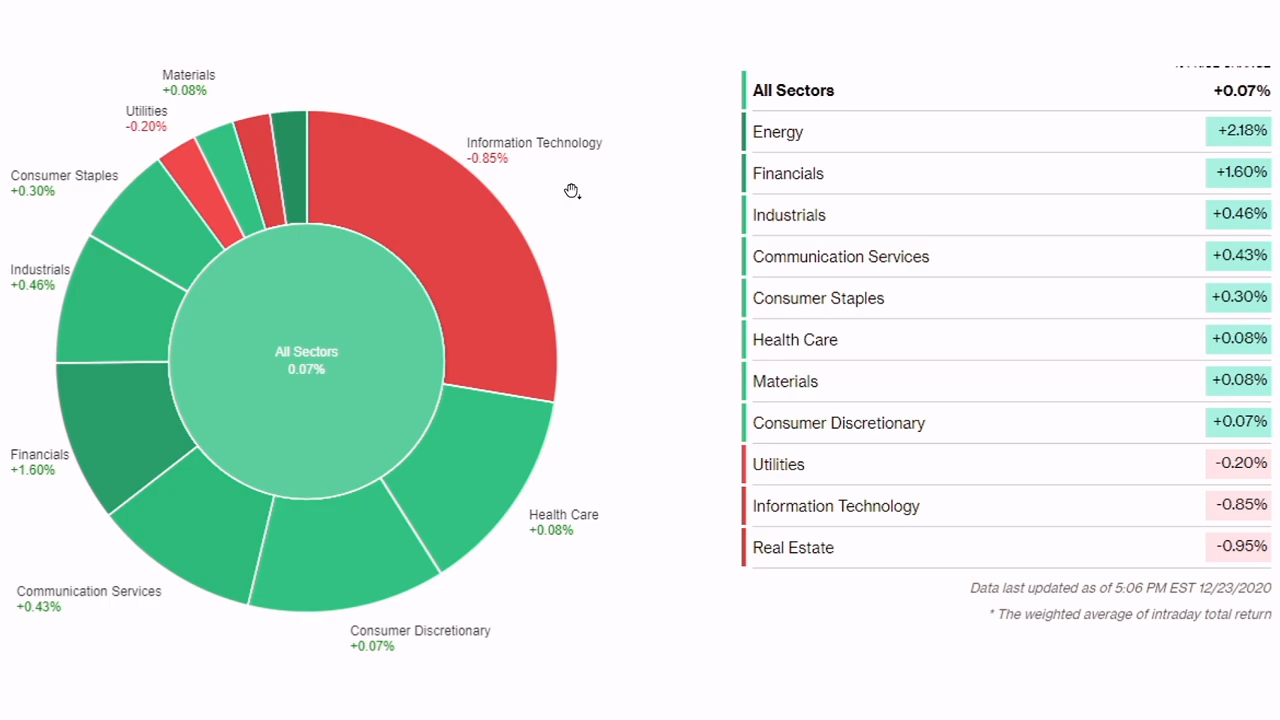 Materials
+0.08%
Utilities
-0.20%
Information Technology
-0.85%
Consumer Staples
+0.30%
Industrials
+0.46%
All Sectors
0.07%
Financials
+1.60%
Health Care
+0.08%
Communication Services
+0.43%
Consumer Discretionary
+0.07%
All Sectors +0.07%
Energy +2.18%
Financials +1.60%
Industrials +0.46%
Communication Services +0.43%
Consumer Staples +0.30%
Health Care +0.08%
Materials +0.08%
Consumer Discretionary +0.07%
Utilities -0.20%
Information Technology -0.85%
Real Estate -0.95%
Data last updated as of 5:06 PM EST 12/23/2020
* The weighted average of intraday total return